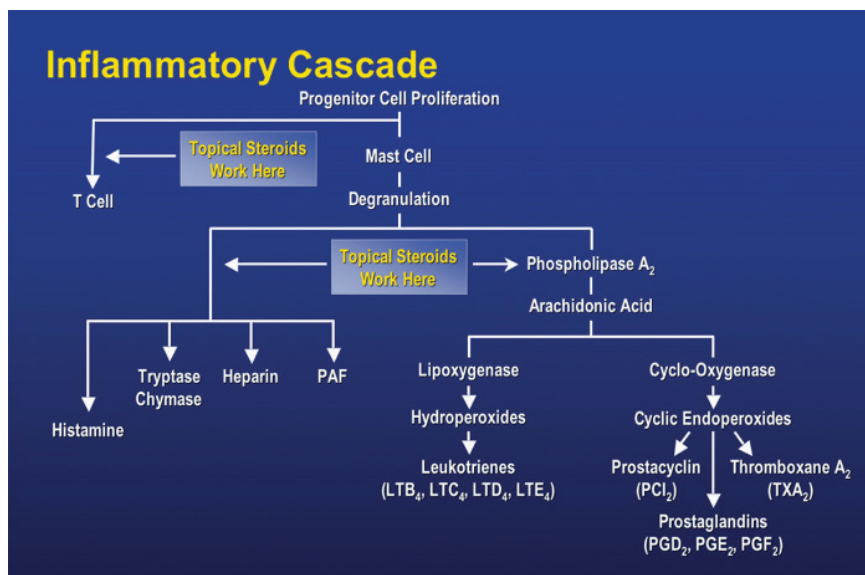 Inflammatory Cascade
Progenitor Cell Proliferation
Topical Steroids
Work Here
Mast Cell
T Cell
Degranulation
Topical Steroids
Work Here
Phospholipase A₂
Arachidonic Acid
Tryptase
Chymase
Heparin
PAF
Histamine
Lipoxygenase
Cyclo-Oxygenase
Hydroperoxides
Cyclic Endoperoxides
Leukotrienes
(LTB₄, LTC₄, LTD₄, LTE₄)
Prostacyclin
(PCI₂)
Thromboxane A₂
(TXA₂)
Prostaglandins
(PGD₂, PGE₂, PGF₂)